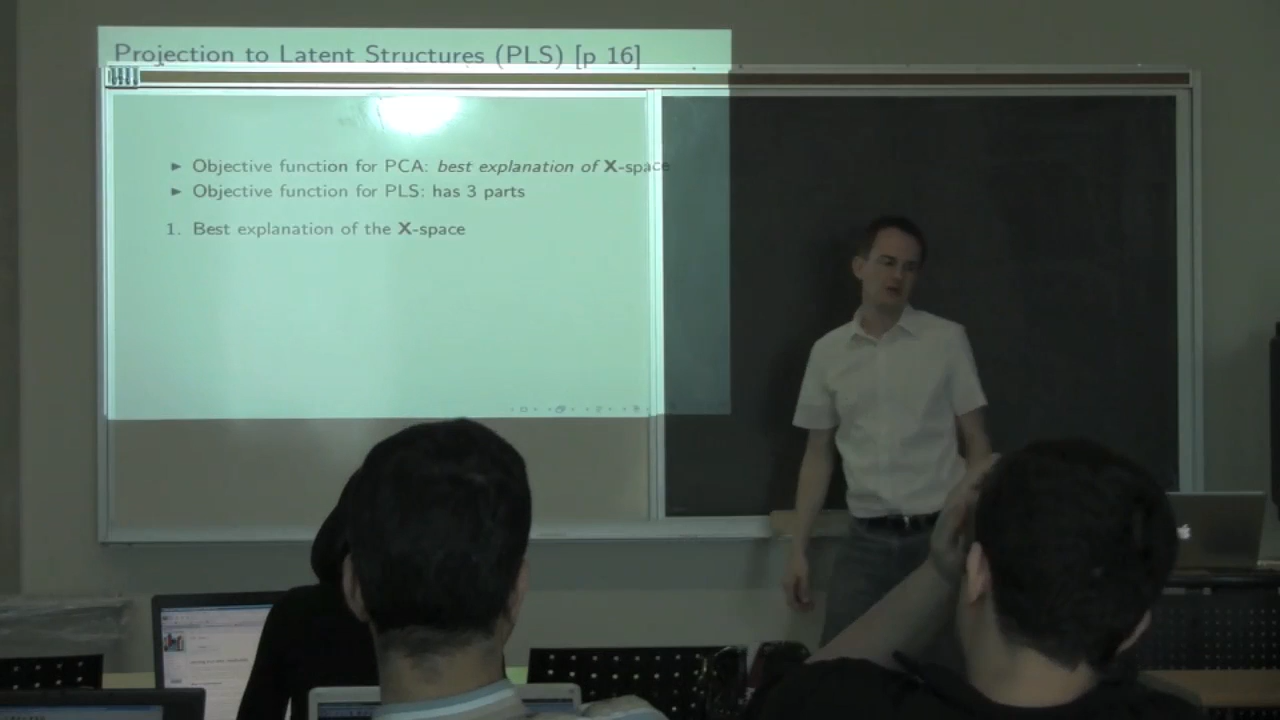 Projection to Latent Structures (PLS) [p 16]
► Objective function for PCA: best explanation of X-space
► Objective function for PLS: has 3 parts
1. Best explanation of the X-space